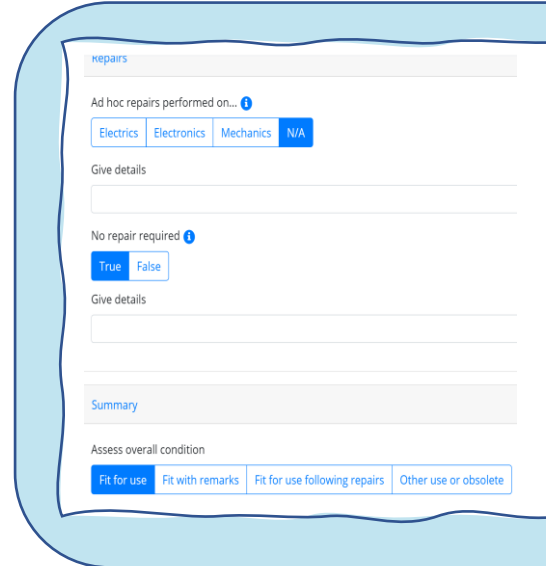 Repairs
Ad hoc repairs performed on...
Electrics Electronics Mechanics N/A
Give details
No repair required
True False
Give details
Summary
Assess overall condition
Fit for use Fit with remarks Fit for use following repairs Other use or obsolete